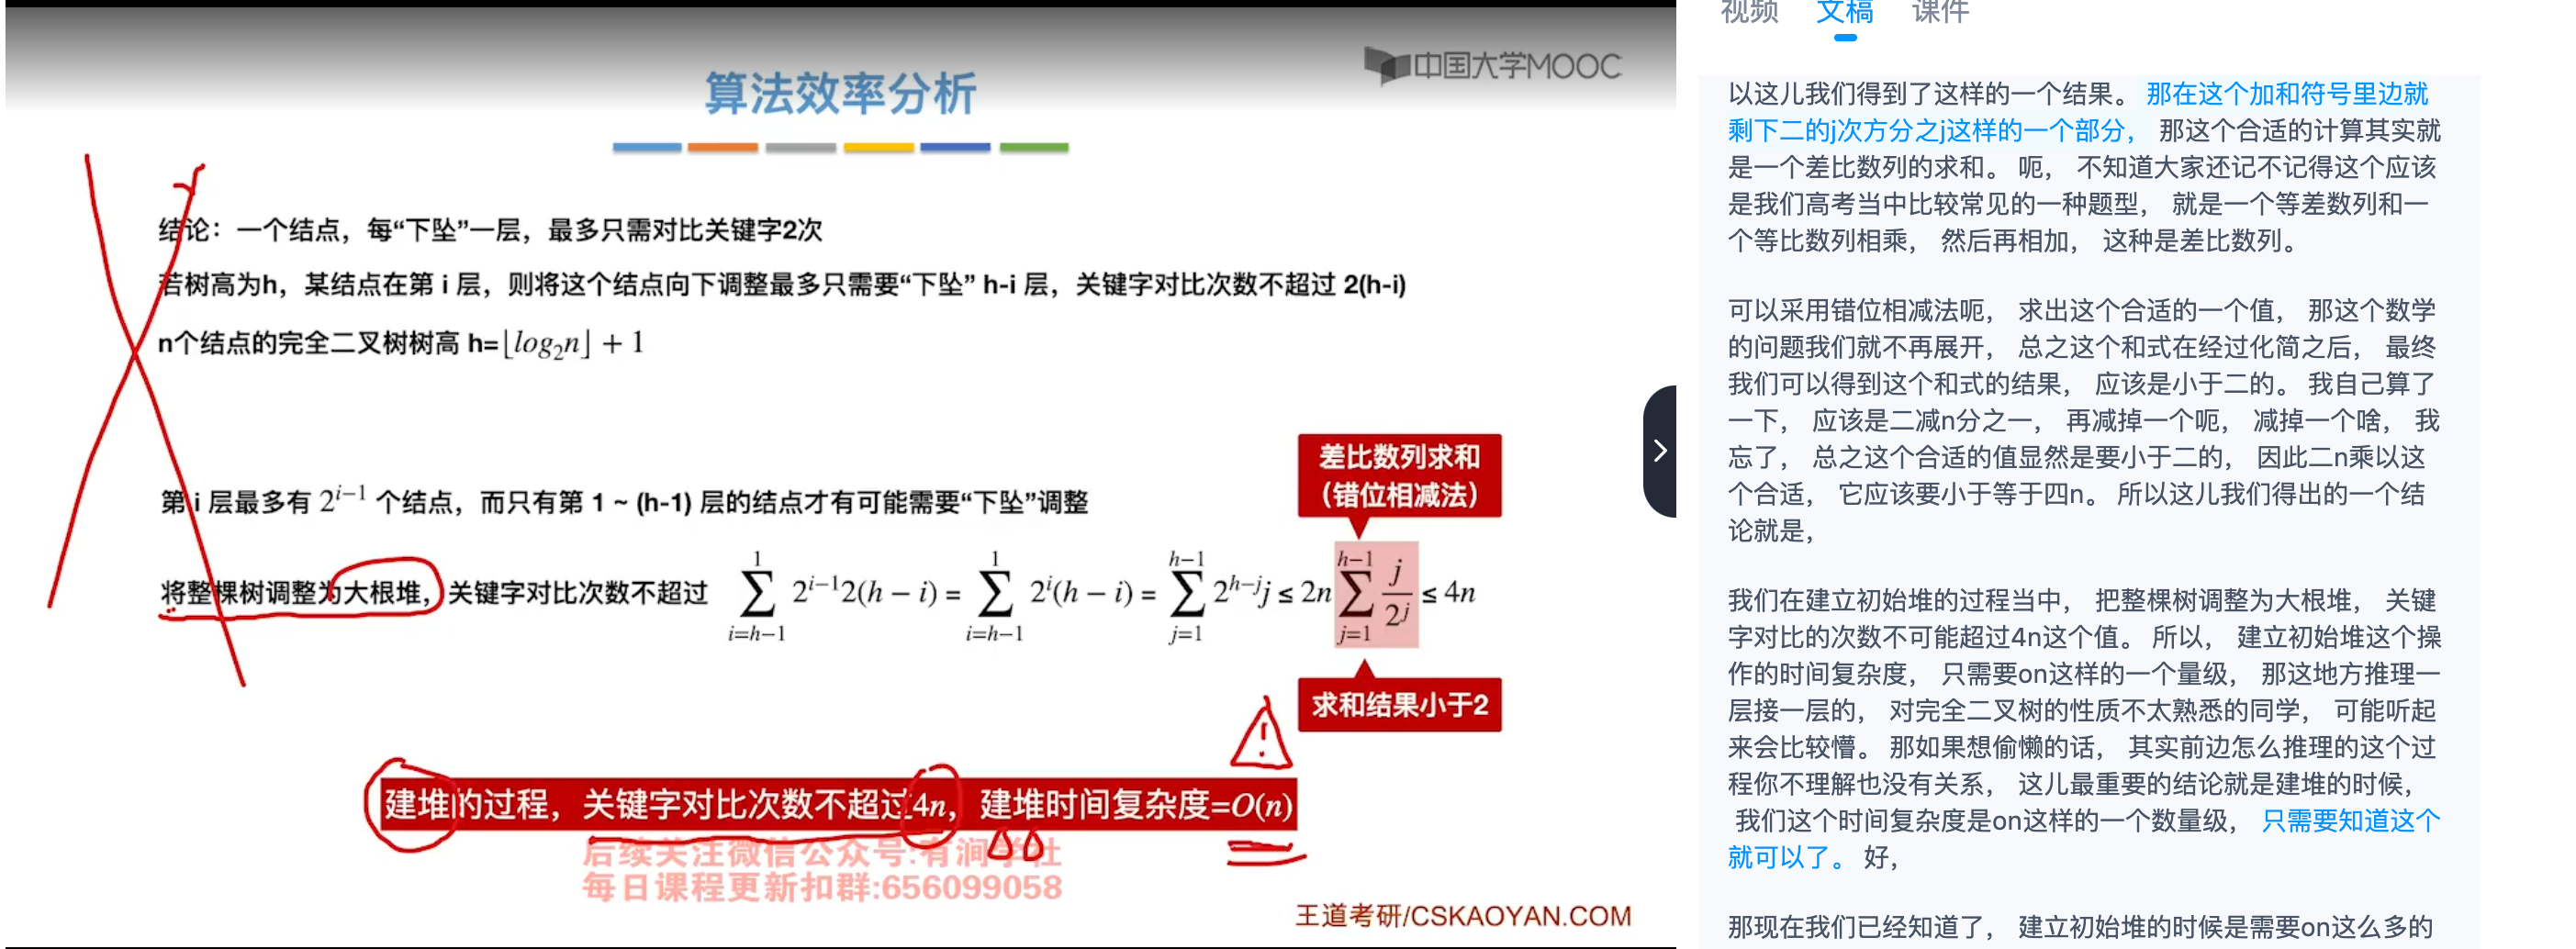 中国大学MOOC
算法效率分析
结论：一个结点，每“下坠”一层，最多只需对比关键字2次
若树高为h，某结点在第 i 层，则将这个结点向下调整最多只需要“下坠” h-i 层，关键字对比次数不超过 2(h-i)
n个结点的完全二叉树树高 h=⌊log₂n⌋ + 1
差比数列求和
（错位相减法）
第 i 层最多有 2^{i−1} 个结点，而只有第 1 ~ (h-1) 层的结点才有可能需要“下坠”调整
将整棵树调整为大根堆，关键字对比次数不超过 \sum_{i=h−1}^{1} 2^{i−1}2(h − i) = \sum_{i=h−1}^{1} 2^{i}(h − i) = \sum_{j=1}^{h−1} 2^{h−j}j ≤ 2n \sum_{j=1}^{h−1} \frac{j}{2^{j}} ≤ 4n
求和结果小于2
建堆的过程，关键字对比次数不超过4n，建堆时间复杂度=O(n)
后续关注微信公众号:有涧学社
每日课程更新扣群:656099058
王道考研/CSKAOYAN.COM
视频 文稿 课件
以这儿我们得到了这样的一个结果。 那在这个加和符号里边就
剩下二的j次方分之j这样的一个部分， 那这个合适的计算其实就
是一个差比数列的求和。 呃， 不知道大家还记不记得这个应该
是我们高考当中比较常见的一种题型， 就是一个等差数列和一
个等比数列相乘， 然后再相加， 这种是差比数列。
可以采用错位相减法呃， 求出这个合适的一个值， 那这个数学
的问题我们就不再展开， 总之这个和式在经过化简之后， 最终
我们可以得到这个和式的结果， 应该是小于二的。 我自己算了
一下， 应该是二减n分之一， 再减掉一个呃， 减掉一个啥， 我
忘了， 总之这个合适的值显然是要小于二的， 因此二n乘以这
个合适， 它应该要小于等于四n。 所以这儿我们得出的一个结
论就是，
我们在建立初始堆的过程当中， 把整棵树调整为大根堆， 关键
字对比的次数不可能超过4n这个值。 所以， 建立初始堆这个操
作的时间复杂度， 只需要on这样的一个量级， 那这地方推理一
层接一层的， 对完全二叉树的性质不太熟悉的同学， 可能听起
来会比较懵。 那如果想偷懒的话， 其实前边怎么推理的这个过
程你不理解也没有关系， 这儿最重要的结论就是建堆的时候，
我们这个时间复杂度是on这样的一个数量级， 只需要知道这个
就可以了。 好，
那现在我们已经知道了， 建立初始堆的时候是需要on这么多的